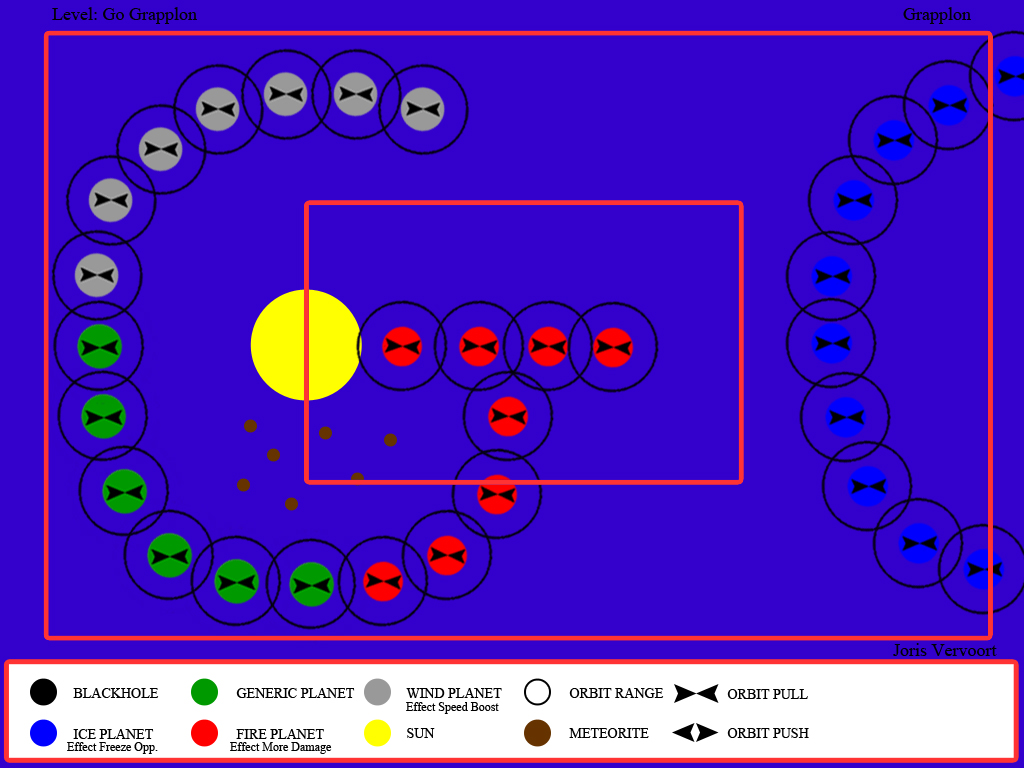 Level: Go Grapplon
Grapplon
Joris Vervoort
BLACKHOLE
GENERIC PLANET
WIND PLANET
Effect Speed Boost
ORBIT RANGE
ORBIT PULL
ICE PLANET
Effect Freeze Opp.
FIRE PLANET
Effect More Damage
SUN
METEORITE
ORBIT PUSH